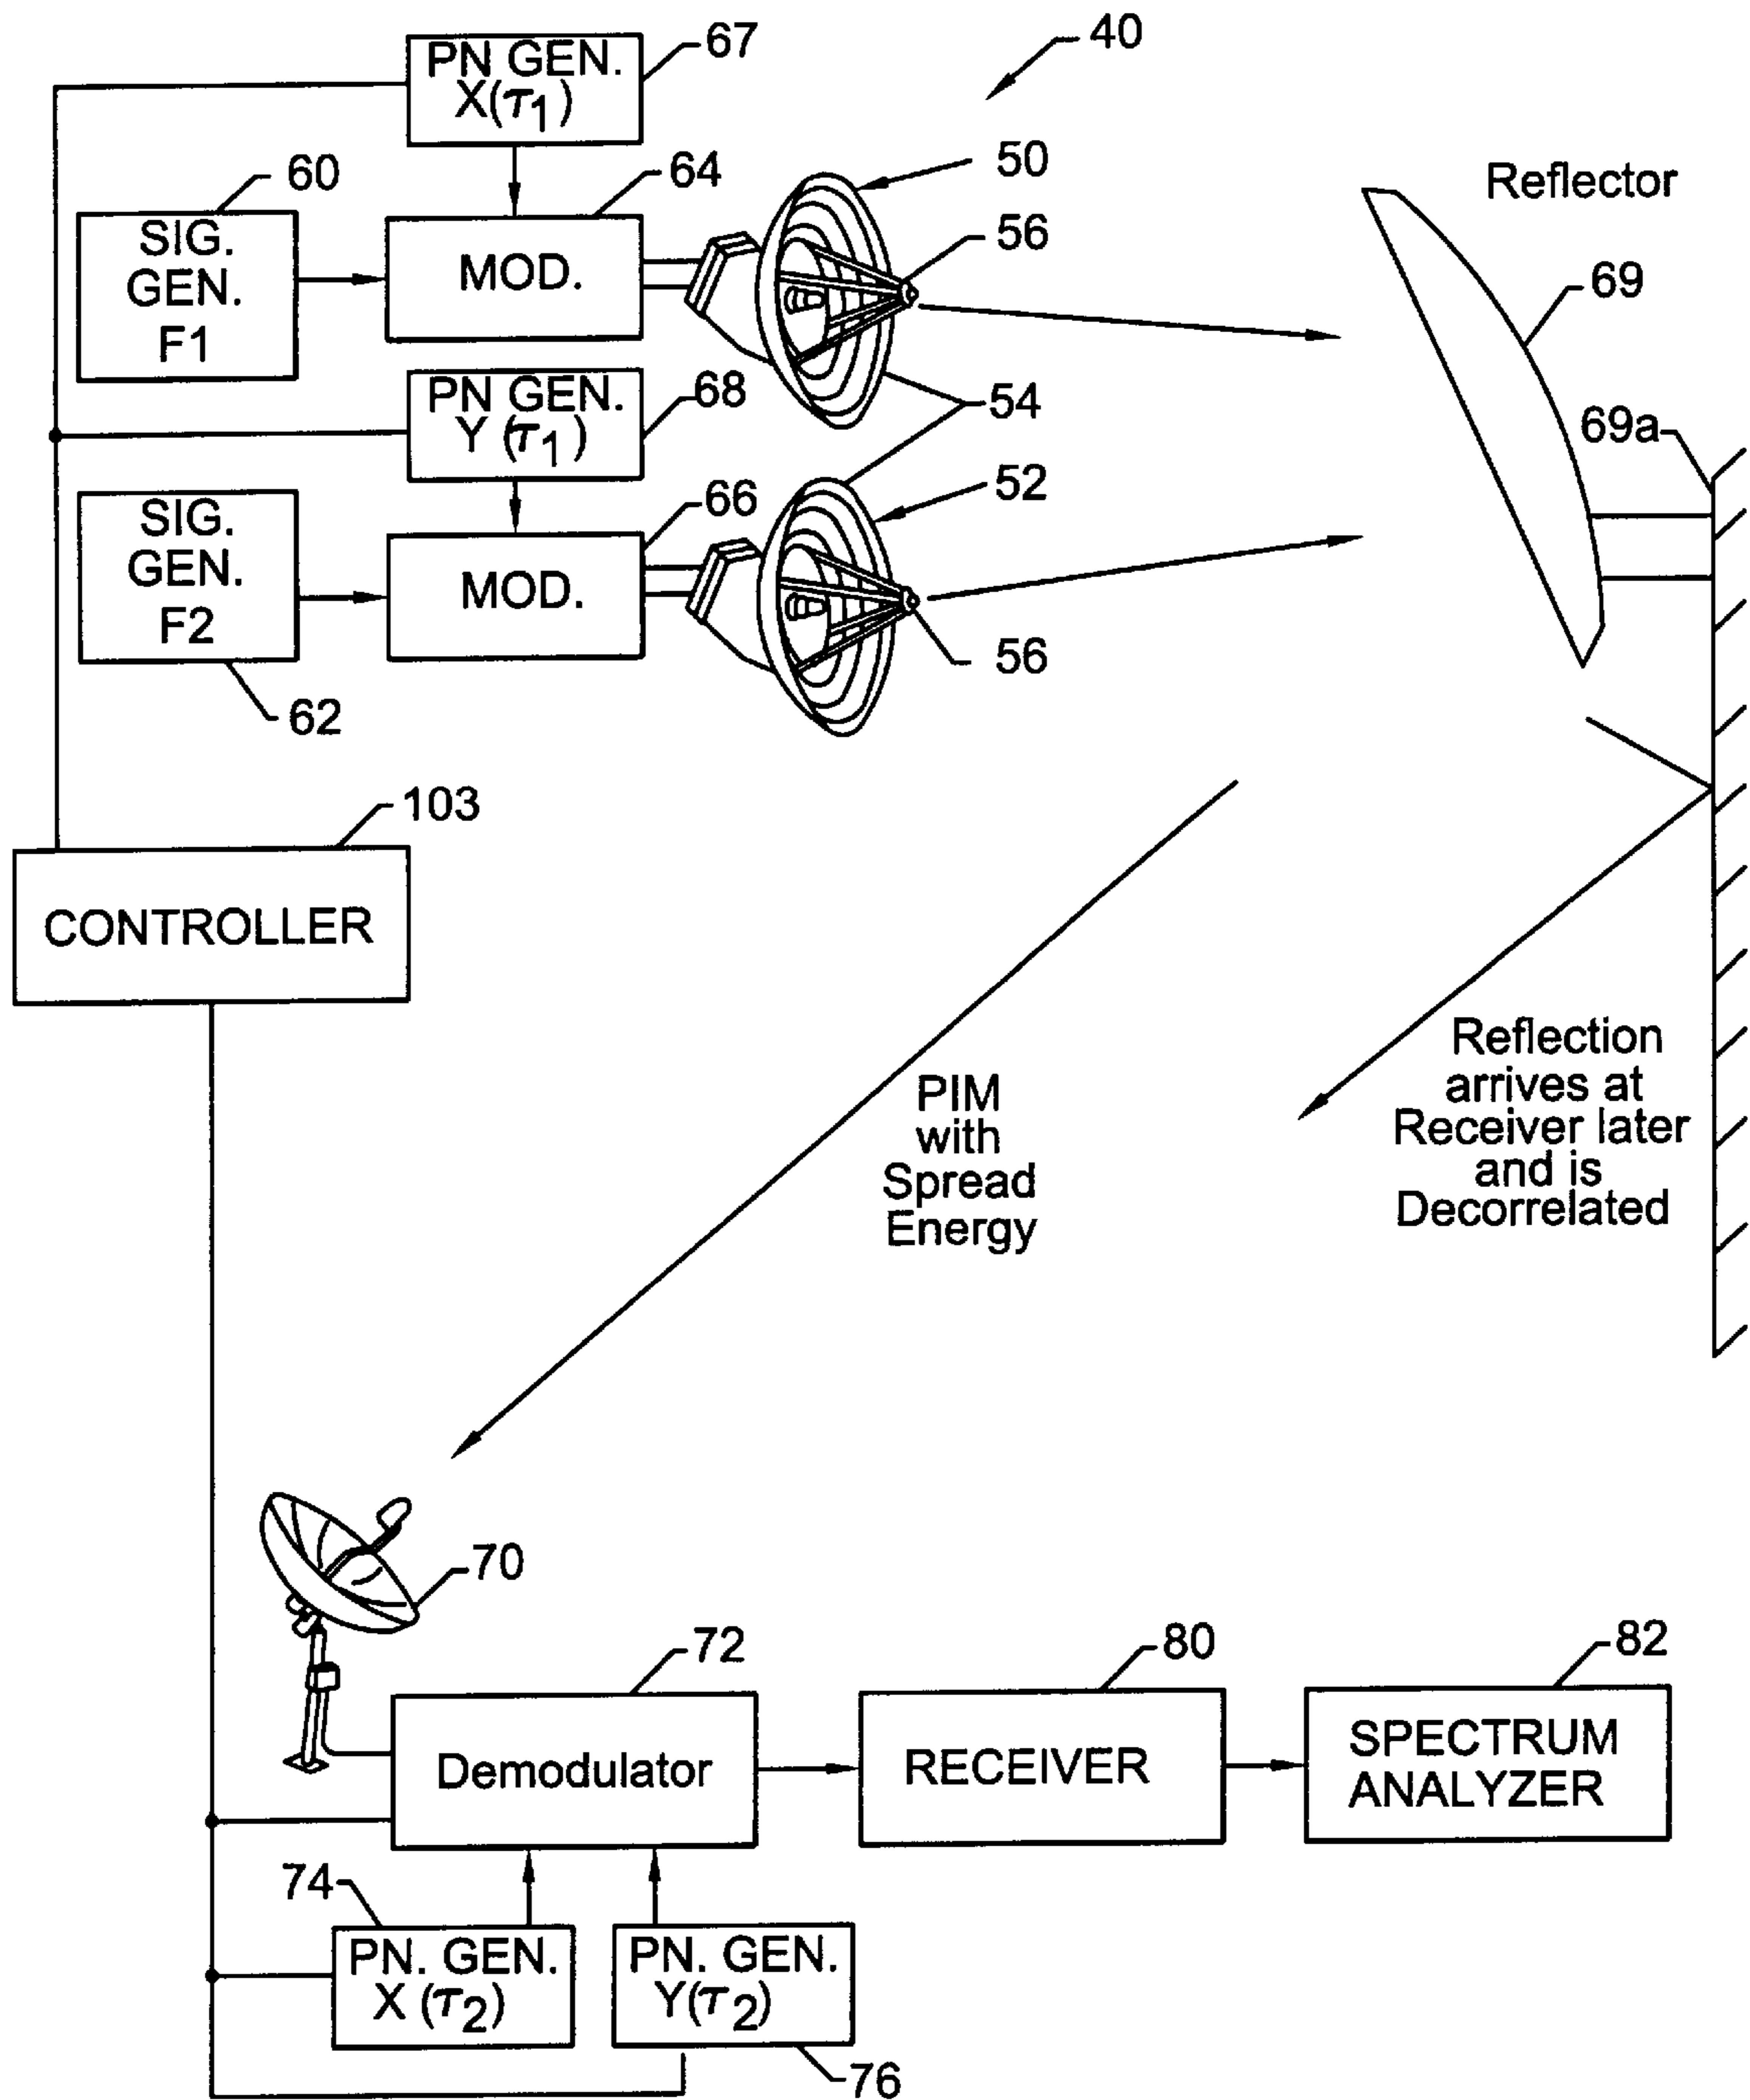 67
40
PN GEN.
X(τ1)
60
64
50
Reflector
SIG.
GEN.
F1
MOD.
56
69
PN GEN.
Y (τ1)
68
54
69a
SIG.
GEN.
F2
66
52
MOD.
56
62
103
CONTROLLER
PIM
with
Spread
Energy
Reflection
arrives at
Receiver later
and is
Decorrelated
70
72
80
82
Demodulator
RECEIVER
SPECTRUM
ANALYZER
74
PN. GEN.
X (τ2)
PN. GEN.
Y(τ2)
76